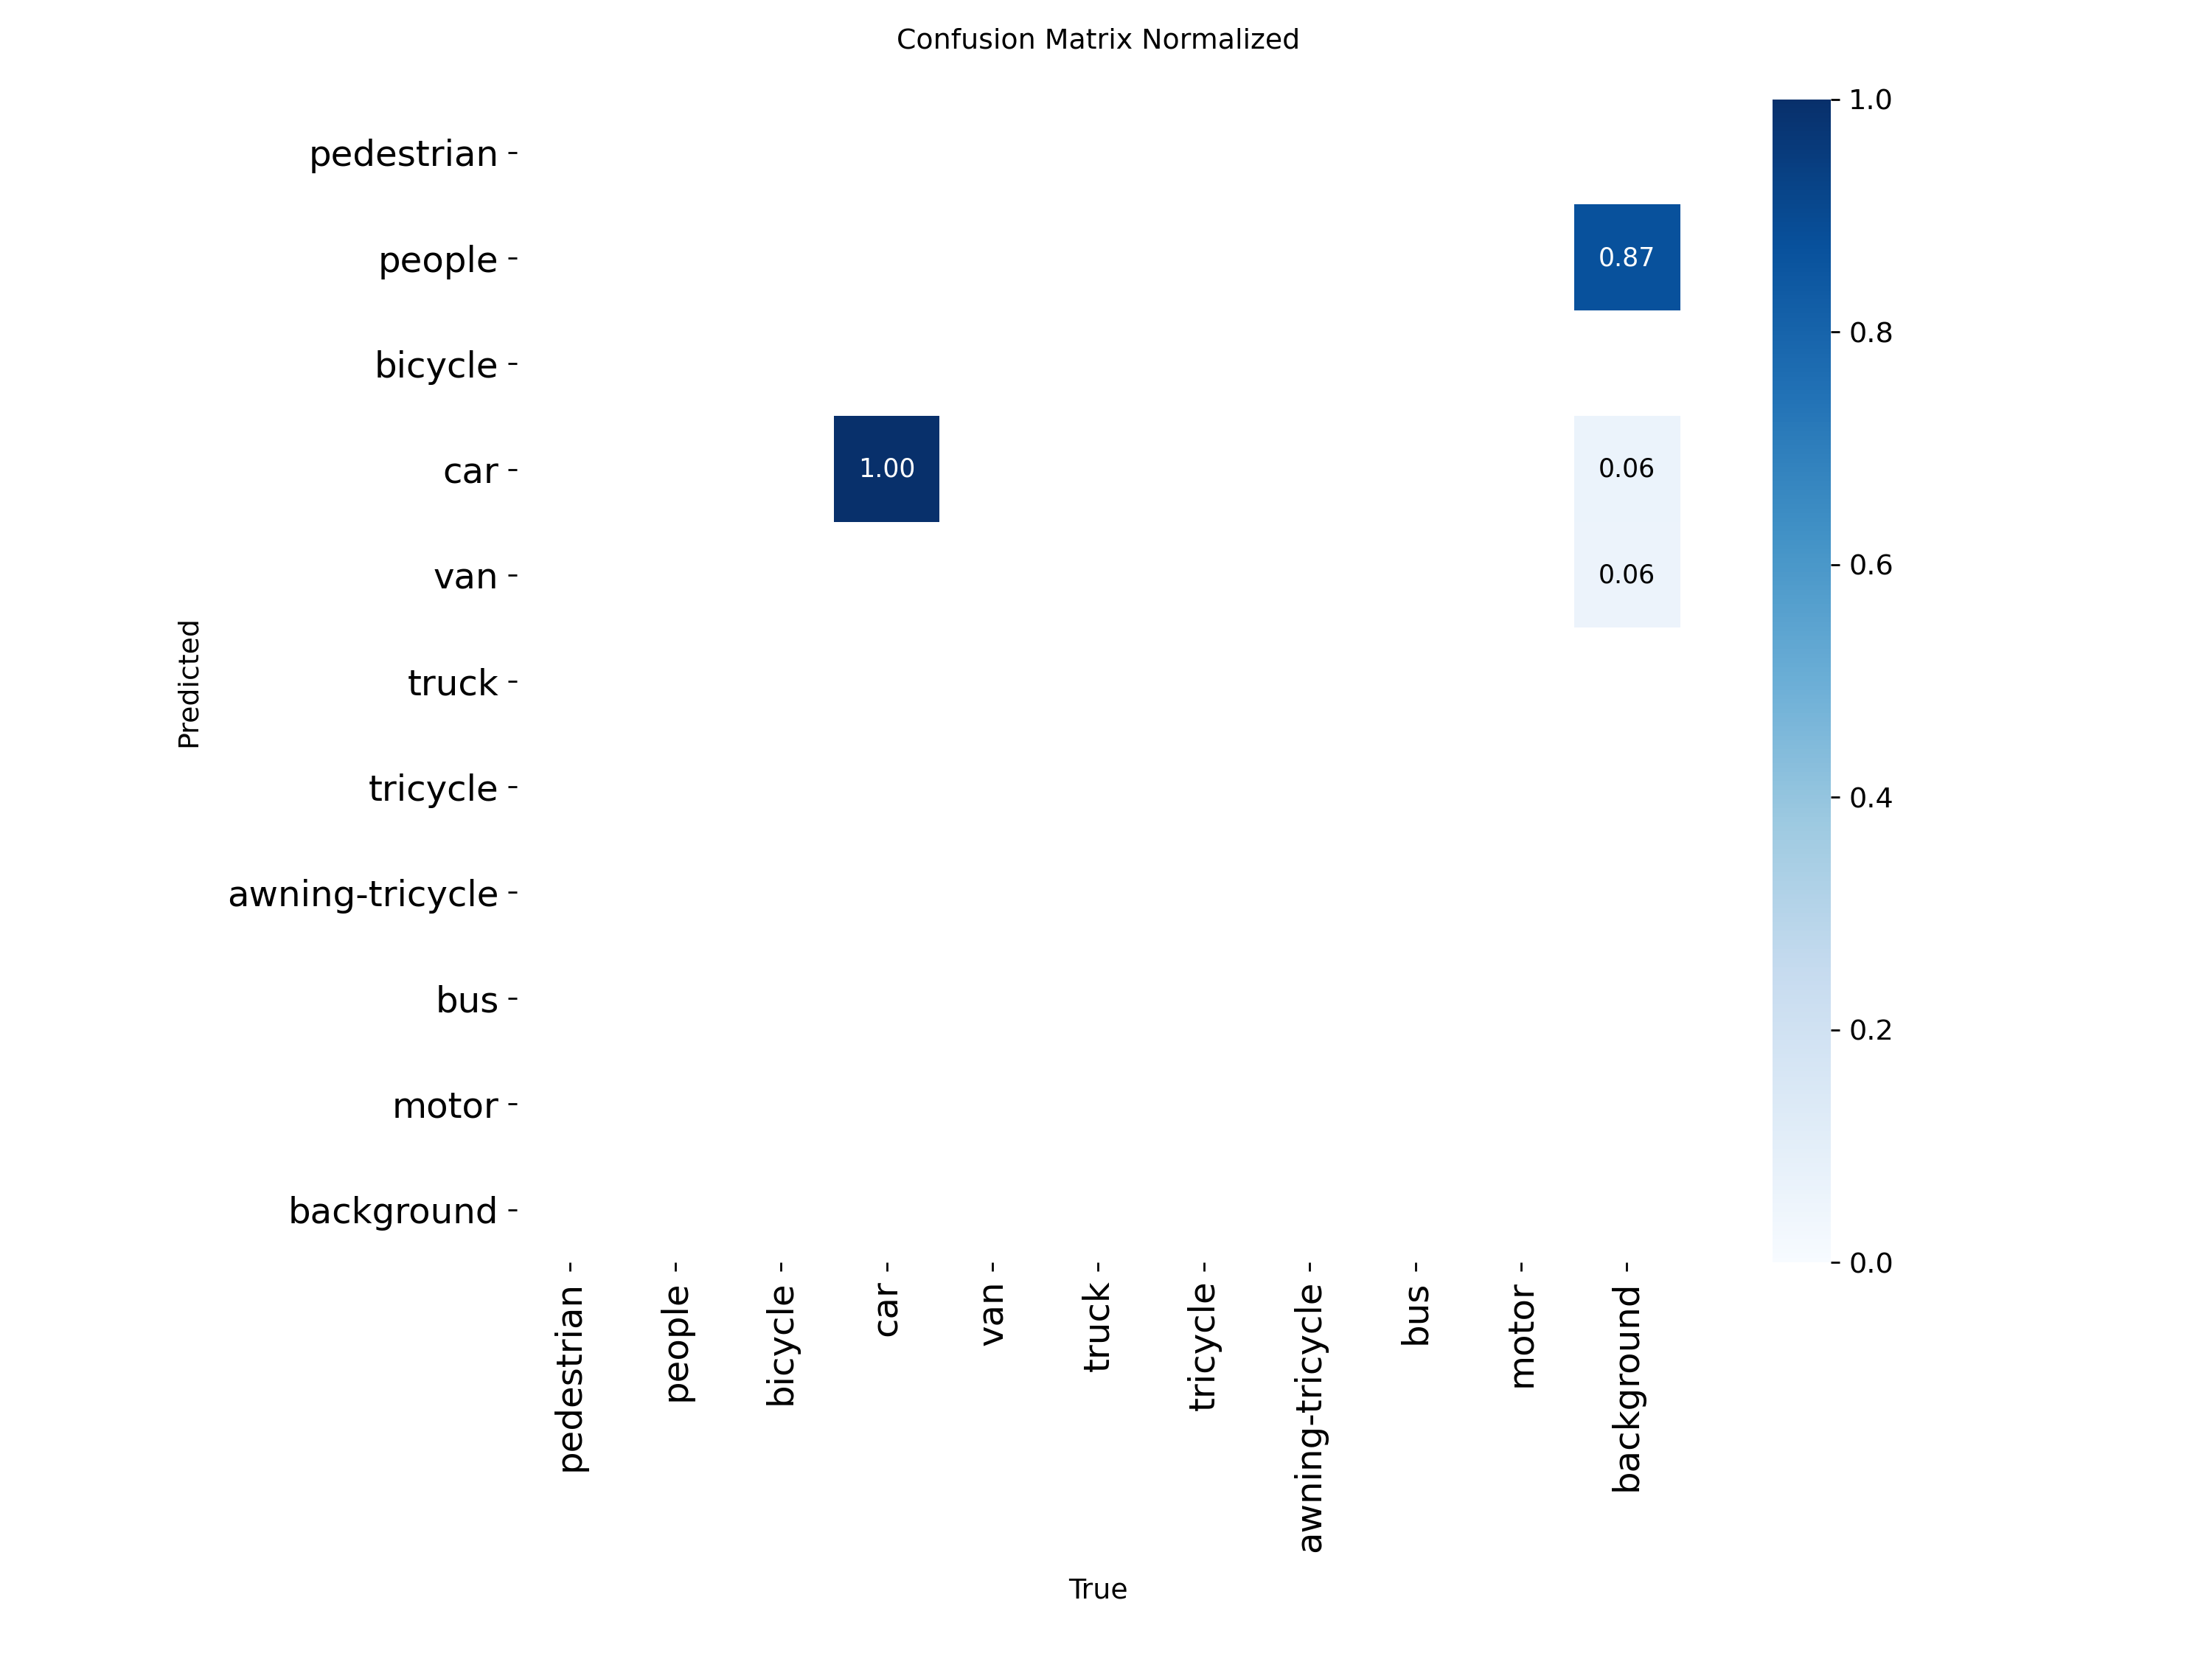 Confusion Matrix Normalized
pedestrian
people
bicycle
car
van
truck
tricycle
awning-tricycle
bus
motor
background
Predicted
0.87
1.00
0.06
0.06
pedestrian
people
bicycle
car
van
truck
tricycle
awning-tricycle
bus
motor
background
True
1.0
0.8
0.6
0.4
0.2
0.0